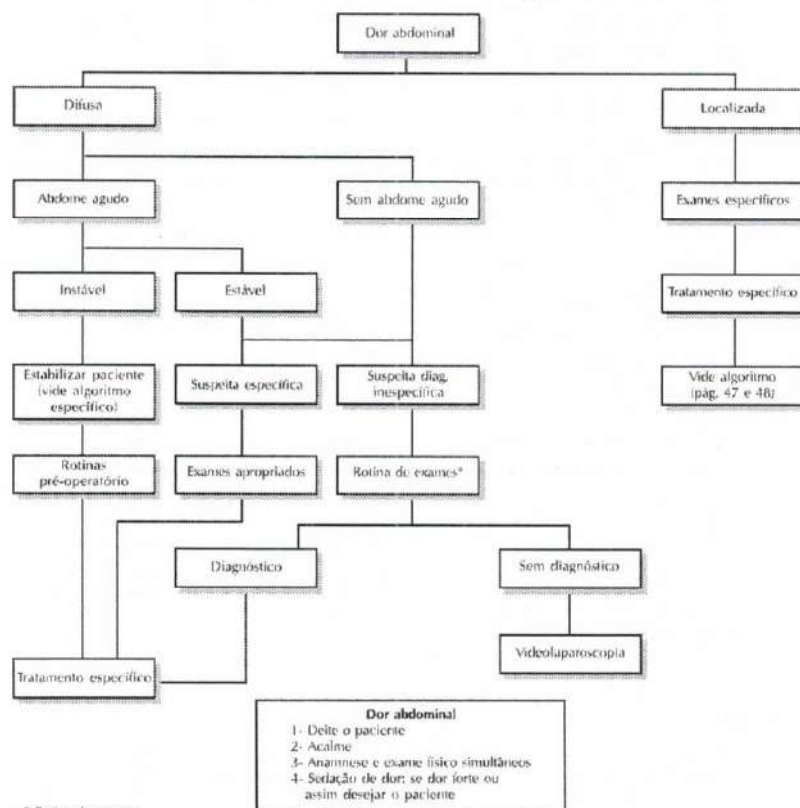 Dor abdominal
Difusa
Localizada
Abdome agudo
Sem abdome agudo
Exames específicos
Instável
Estável
Tratamento específico
Estabilizar paciente
(vide algoritmo
específico)
Suspeita específica
Suspeita diag.
inespecífica
Vide algoritmo
(pág. 47 e 48)
Rotinas
pré-operatório
Exames apropriados
Rotina de exames*
Diagnóstico
Sem diagnóstico
Videolaparoscopia
Tratamento específico
Dor abdominal
1- Deite o paciente
2- Acalme
3- Anamnese e exame físico simultâneos
4- Sedação de dor: se dor forte ou
assim desejar o paciente